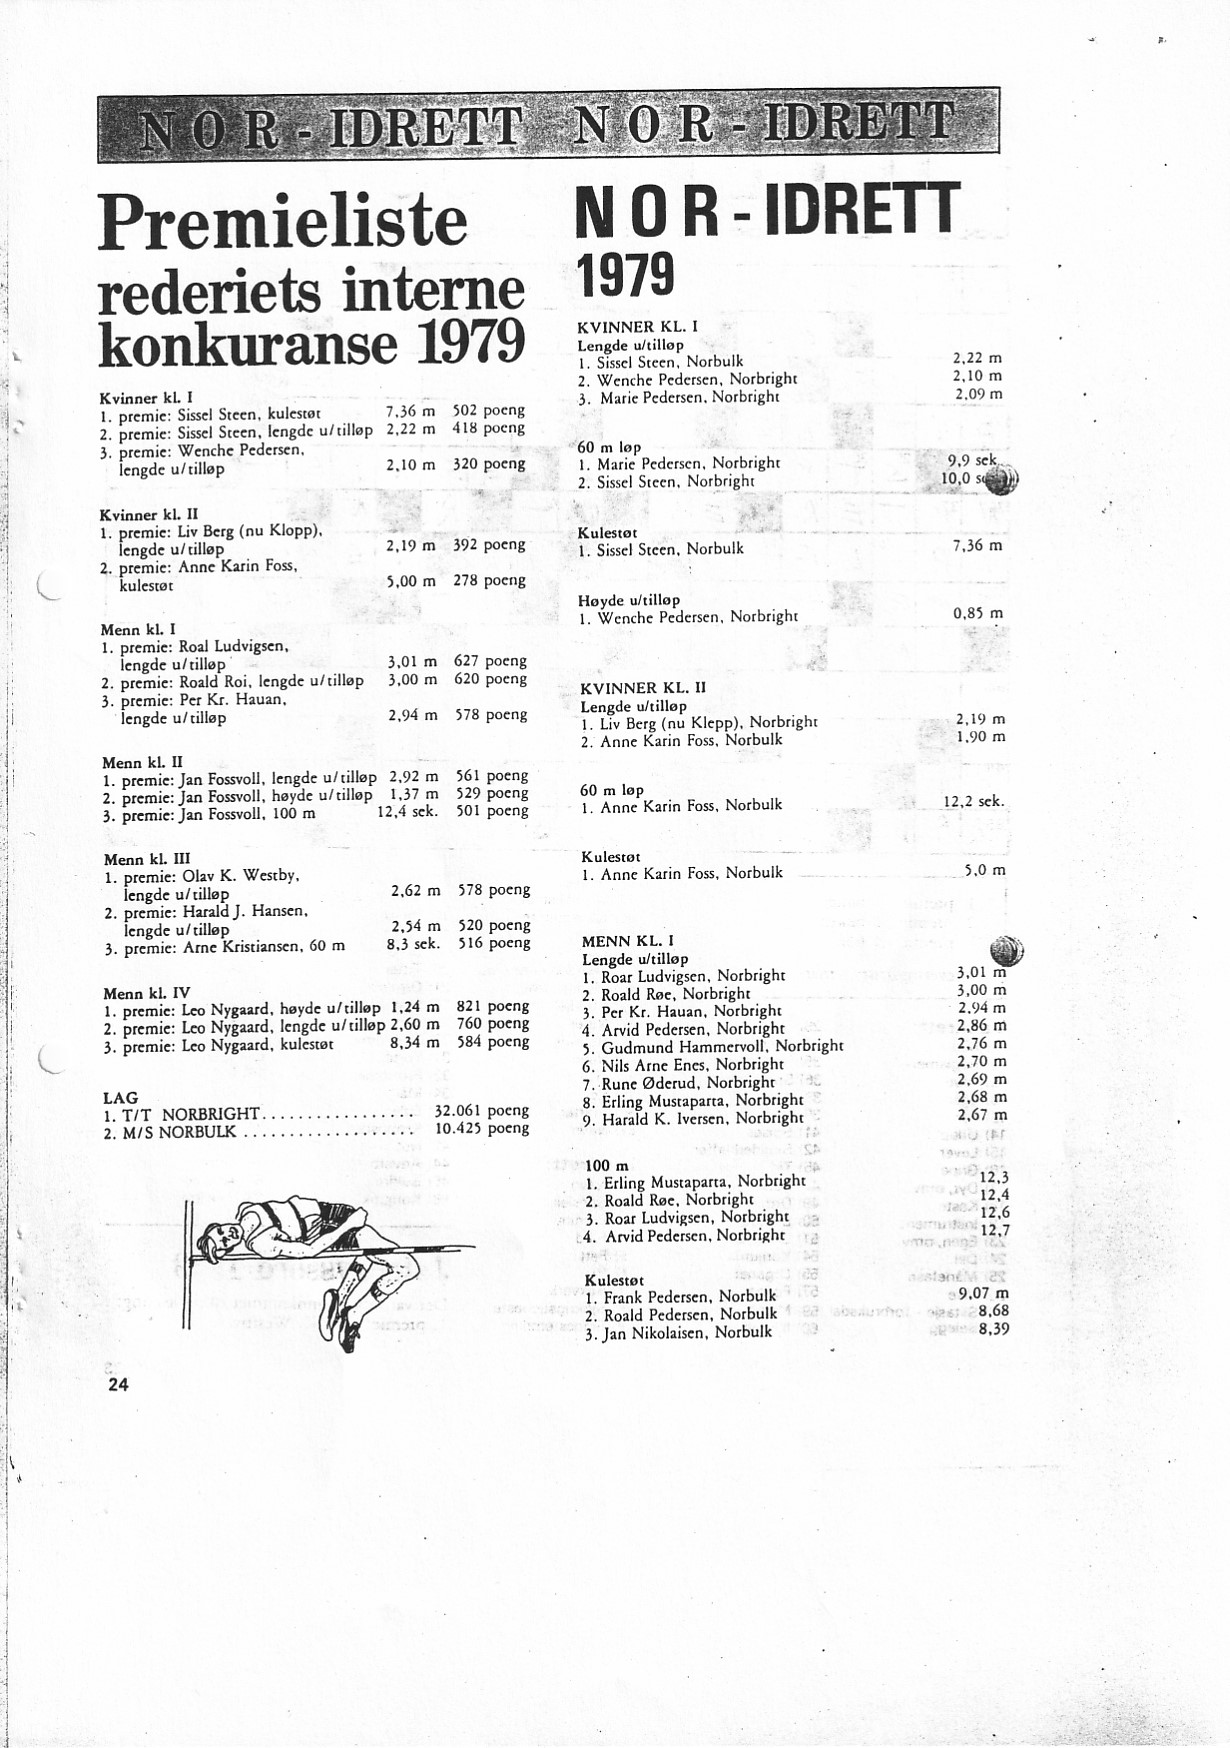 NOR-IDRETT NOR-IDRETT
Premieliste
rederiets interne
konkuranse 1979
Kvinner kl. I
1. premie: Sissel Steen, kulestøt 7,36 m 502 poeng
2. premie: Sissel Steen, lengde u/tilløp 2,22 m 418 poeng
3. premie: Wenche Pedersen,
lengde u/tilløp 2,10 m 320 poeng
Kvinner kl. II
1. premie: Liv Berg (nu Klopp),
lengde u/tilløp 2,19 m 392 poeng
2. premie: Anne Karin Foss,
kulestøt 5,00 m 278 poeng
Menn kl. I
1. premie: Roal Ludvigsen,
lengde u/tilløp 3,01 m 627 poeng
2. premie: Roald Roi, lengde u/tilløp 3,00 m 620 poeng
3. premie: Per Kr. Hauan,
lengde u/tilløp 2,94 m 578 poeng
Menn kl. II
1. premie: Jan Fossvoll, lengde u/tilløp 2,92 m 561 poeng
2. premie: Jan Fossvoll, høyde u/tilløp 1,37 m 529 poeng
3. premie: Jan Fossvoll, 100 m 12,4 sek. 501 poeng
Menn kl. III
1. premie: Olav K. Westby,
lengde u/tilløp 2,62 m 578 poeng
2. premie: Harald J. Hansen,
lengde u/tilløp 2,54 m 520 poeng
3. premie: Arne Kristiansen, 60 m 8,3 sek. 516 poeng
Menn kl. IV
1. premie: Leo Nygaard, høyde u/tilløp 1,24 m 821 poeng
2. premie: Leo Nygaard, lengde u/tilløp 2,60 m 760 poeng
3. premie: Leo Nygaard, kulestøt 8,34 m 584 poeng
LAG
1. T/T NORBRIGHT................. 32.061 poeng
2. M/S NORBULK ................... 10.425 poeng
24
NOR-IDRETT
1979
KVINNER KL. I
Lengde u/tilløp
1. Sissel Steen, Norbulk 2,22 m
2. Wenche Pedersen, Norbright 2,10 m
3. Marie Pedersen, Norbright 2,09 m
60 m løp
1. Marie Pedersen, Norbright 9,9 sek
2. Sissel Steen, Norbright 10,0
Kulestøt
1. Sissel Steen, Norbulk 7,36 m
Høyde u/tilløp
1. Wenche Pedersen, Norbright 0,85 m
KVINNER KL. II
Lengde u/tilløp
1. Liv Berg (nu Klepp), Norbright 2,19 m
2. Anne Karin Foss, Norbulk 1,90 m
60 m løp
1. Anne Karin Foss, Norbulk 12,2 sek.
Kulestøt
1. Anne Karin Foss, Norbulk 5,0 m
MENN KL. I
Lengde u/tilløp
1. Roar Ludvigsen, Norbright 3,01 m
2. Roald Røe, Norbright 3,00 m
3. Per Kr. Hauan, Norbright 2,94 m
4. Arvid Pedersen, Norbright 2,86 m
5. Gudmund Hammervoll, Norbright 2,76 m
6. Nils Arne Enes, Norbright 2,70 m
7. Rune Øderud, Norbright 2,69 m
8. Erling Mustaparta, Norbright 2,68 m
9. Harald K. Iversen, Norbright 2,67 m
100 m
1. Erling Mustaparta, Norbright 12,3
2. Roald Røe, Norbright 12,4
3. Roar Ludvigsen, Norbright 12,6
4. Arvid Pedersen, Norbright 12,7
Kulestøt
1. Frank Pedersen, Norbulk 9,07 m
2. Roald Pedersen, Norbulk 8,68
3. Jan Nikolaisen, Norbulk 8,39